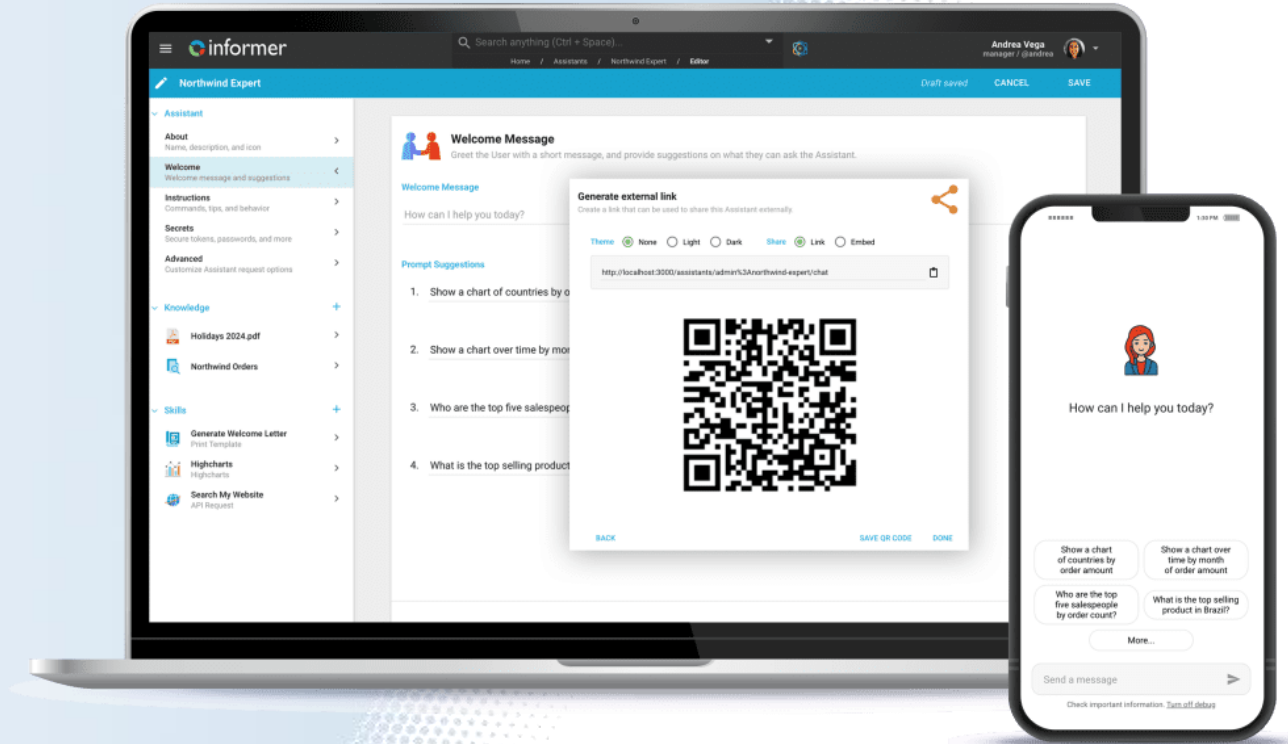 informer
Search anything (Ctrl + Space)...
Home / Assistants / Northwind Expert / Editor
Andrea Vega
manager / @andrea
Northwind Expert
Draft saved
CANCEL
SAVE
Assistant
About
Name, description, and icon
Welcome
Welcome message and suggestions
Instructions
Commands, tips, and behavior
Secrets
Secure tokens, passwords, and more
Advanced
Customize Assistant request options
Knowledge
Holidays 2024.pdf
Northwind Orders
Skills
Generate Welcome Letter
Print Template
Highcharts
Highcharts
Search My Website
API Request
Welcome Message
Greet the User with a short message, and provide suggestions on what they can ask the Assistant.
Welcome Message
How can I help you today?
Prompt Suggestions
1. Show a chart of countries by o
2. Show a chart over time by mon
3. Who are the top five salespeop
4. What is the top selling product
Generate external link
Create a link that can be used to share this Assistant externally.
Theme None Light Dark Share Link Embed
http://localhost:3000/assistants/admin%3Anorthwind-expert/chat
BACK
SAVE QR CODE
DONE
1:33 PM
How can I help you today?
Show a chart
of countries by
order amount
Show a chart over
time by month
of order amount
Who are the top
five salespeople
by order count?
What is the top selling
product in Brazil?
More...
Send a message
Check important information. Turn off debug